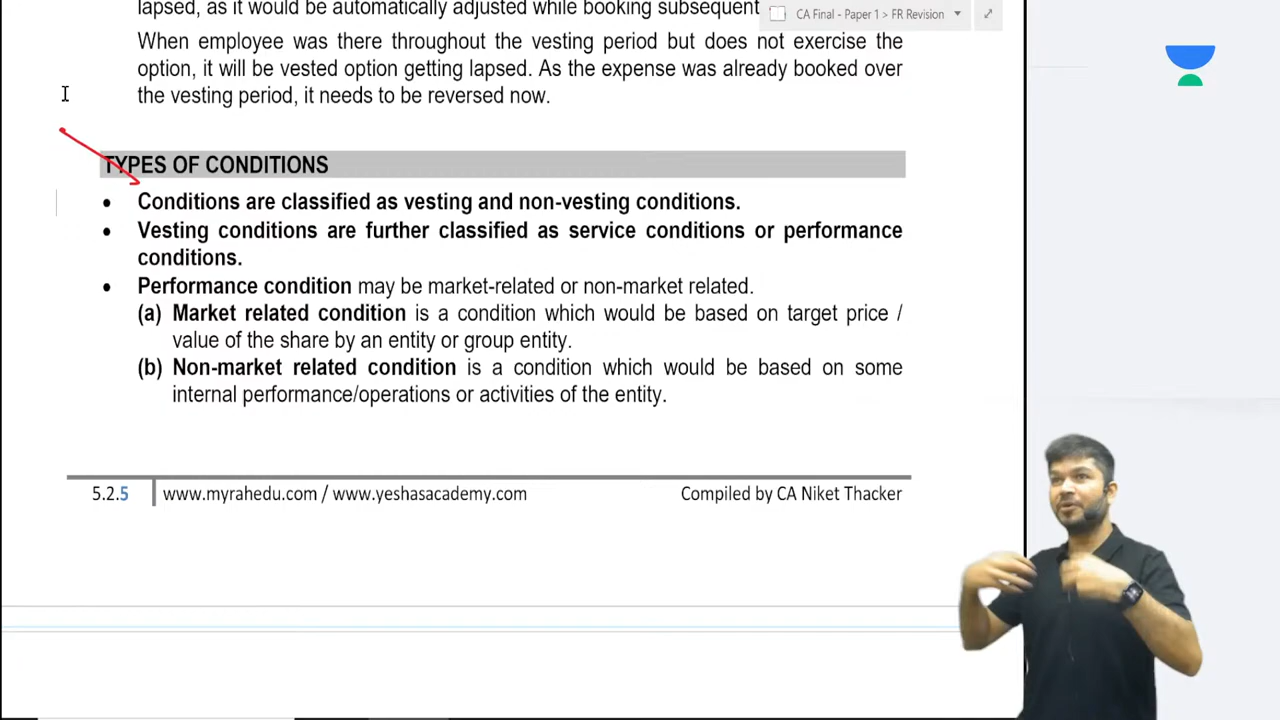 lapsed, as it would be automatically adjusted while booking subsequent
CA Final - Paper 1 > FR Revision
When employee was there throughout the vesting period but does not exercise the
option, it will be vested option getting lapsed. As the expense was already booked over
the vesting period, it needs to be reversed now.
TYPES OF CONDITIONS
• Conditions are classified as vesting and non-vesting conditions.
• Vesting conditions are further classified as service conditions or performance
conditions.
• Performance condition may be market-related or non-market related.
(a) Market related condition is a condition which would be based on target price /
value of the share by an entity or group entity.
(b) Non-market related condition is a condition which would be based on some
internal performance/operations or activities of the entity.
5.2.5 www.myrahedu.com / www.yeshasacademy.com Compiled by CA Niket Thacker